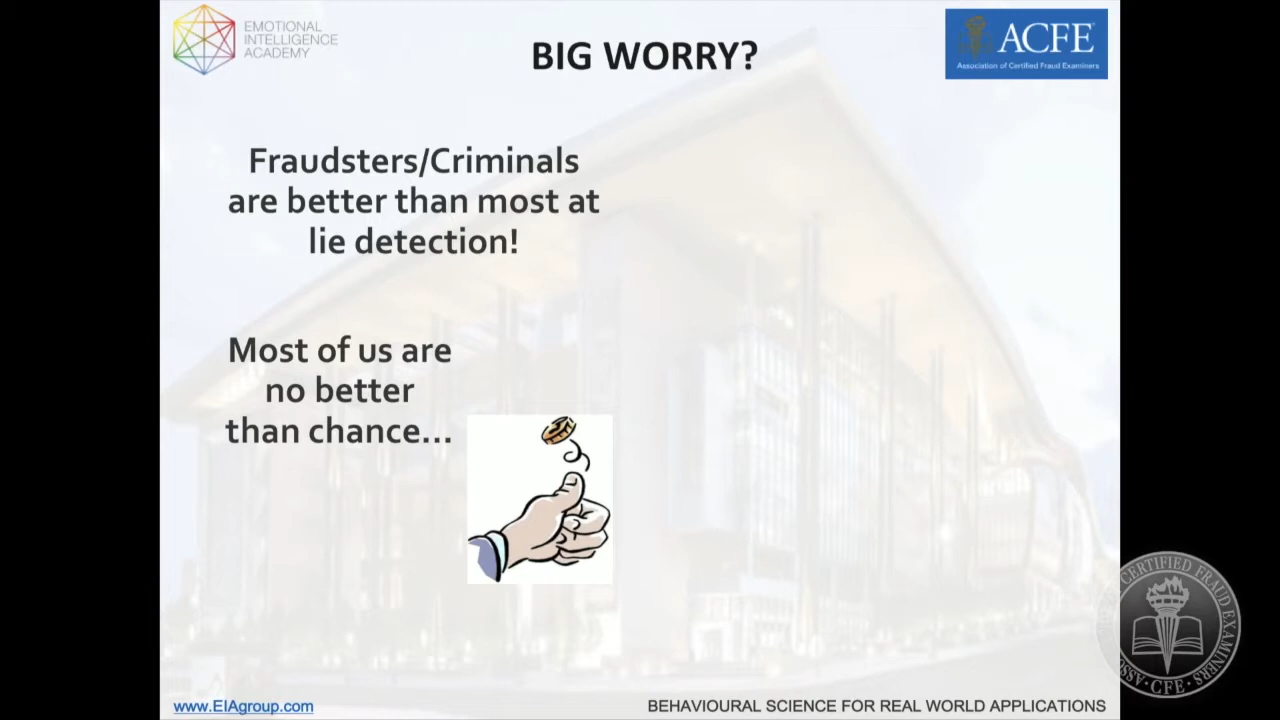 EMOTIONAL
INTELLIGENCE
ACADEMY
BIG WORRY?
ACFE
Association of Certified Fraud Examiners
Fraudsters/Criminals
are better than most at
lie detection!
Most of us are
no better
than chance...
www.EIAgroup.com
BEHAVIOURAL SCIENCE FOR REAL WORLD APPLICATIONS
CERTIFIED FRAUD EXAMINERS
CFE